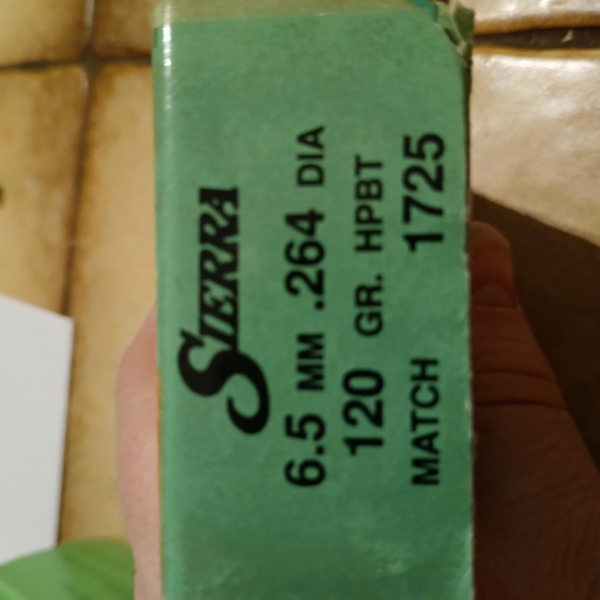 SIERRA
6.5 MM .264 DIA
120 GR. HPBT
MATCH 1725